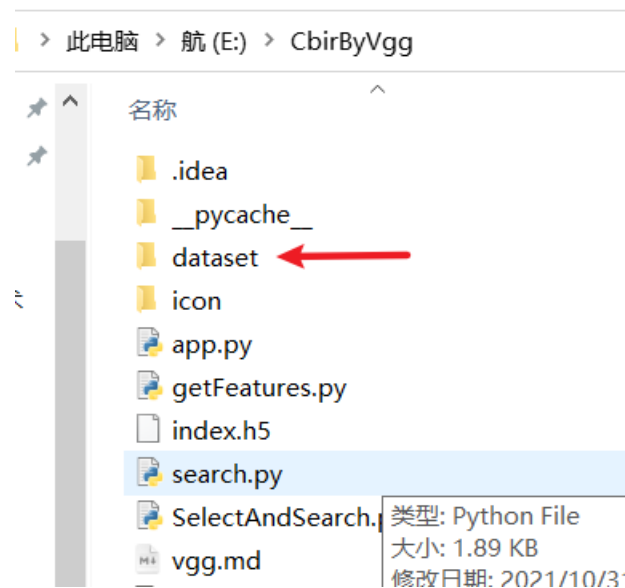 此电脑 > 航 (E:) > CbirByVgg
名称
.idea
__pycache__
dataset
icon
app.py
getFeatures.py
index.h5
search.py
SelectAndSearch.
类型: Python File
vgg.md
大小: 1.89 KB
修改日期: 2021/10/31